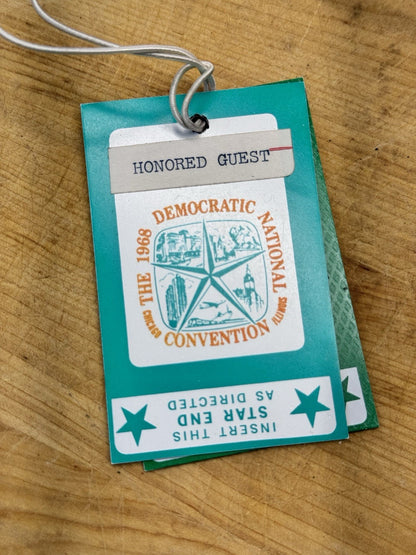 HONORED GUEST
THE 1968 DEMOCRATIC NATIONAL
CONVENTION
CHICAGO
ILLINOIS
INSERT THIS
STAR END
AS DIRECTED